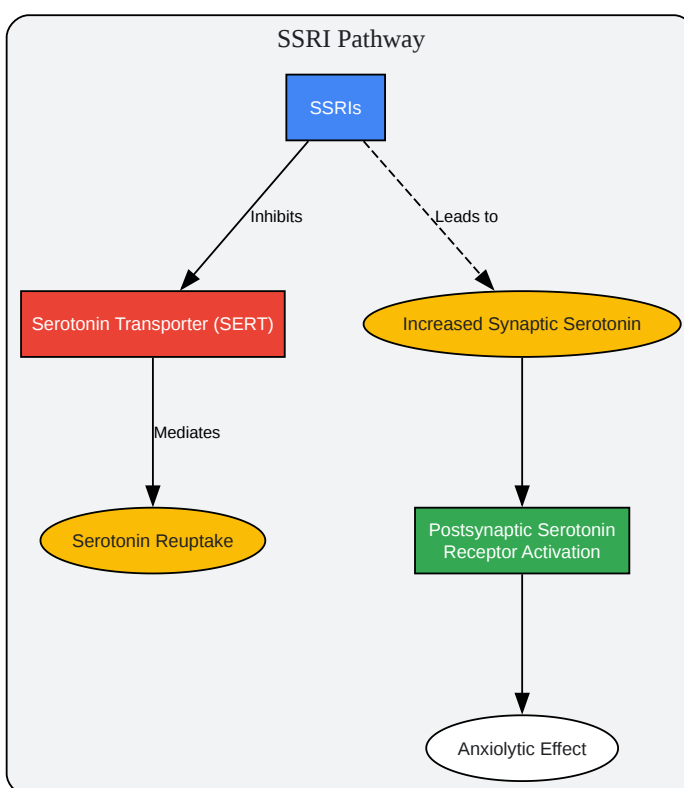 SSRI Pathway
SSRIs
Inhibits
Leads to
Serotonin Transporter (SERT)
Increased Synaptic Serotonin
Mediates
Serotonin Reuptake
Postsynaptic Serotonin
Receptor Activation
Anxiolytic Effect